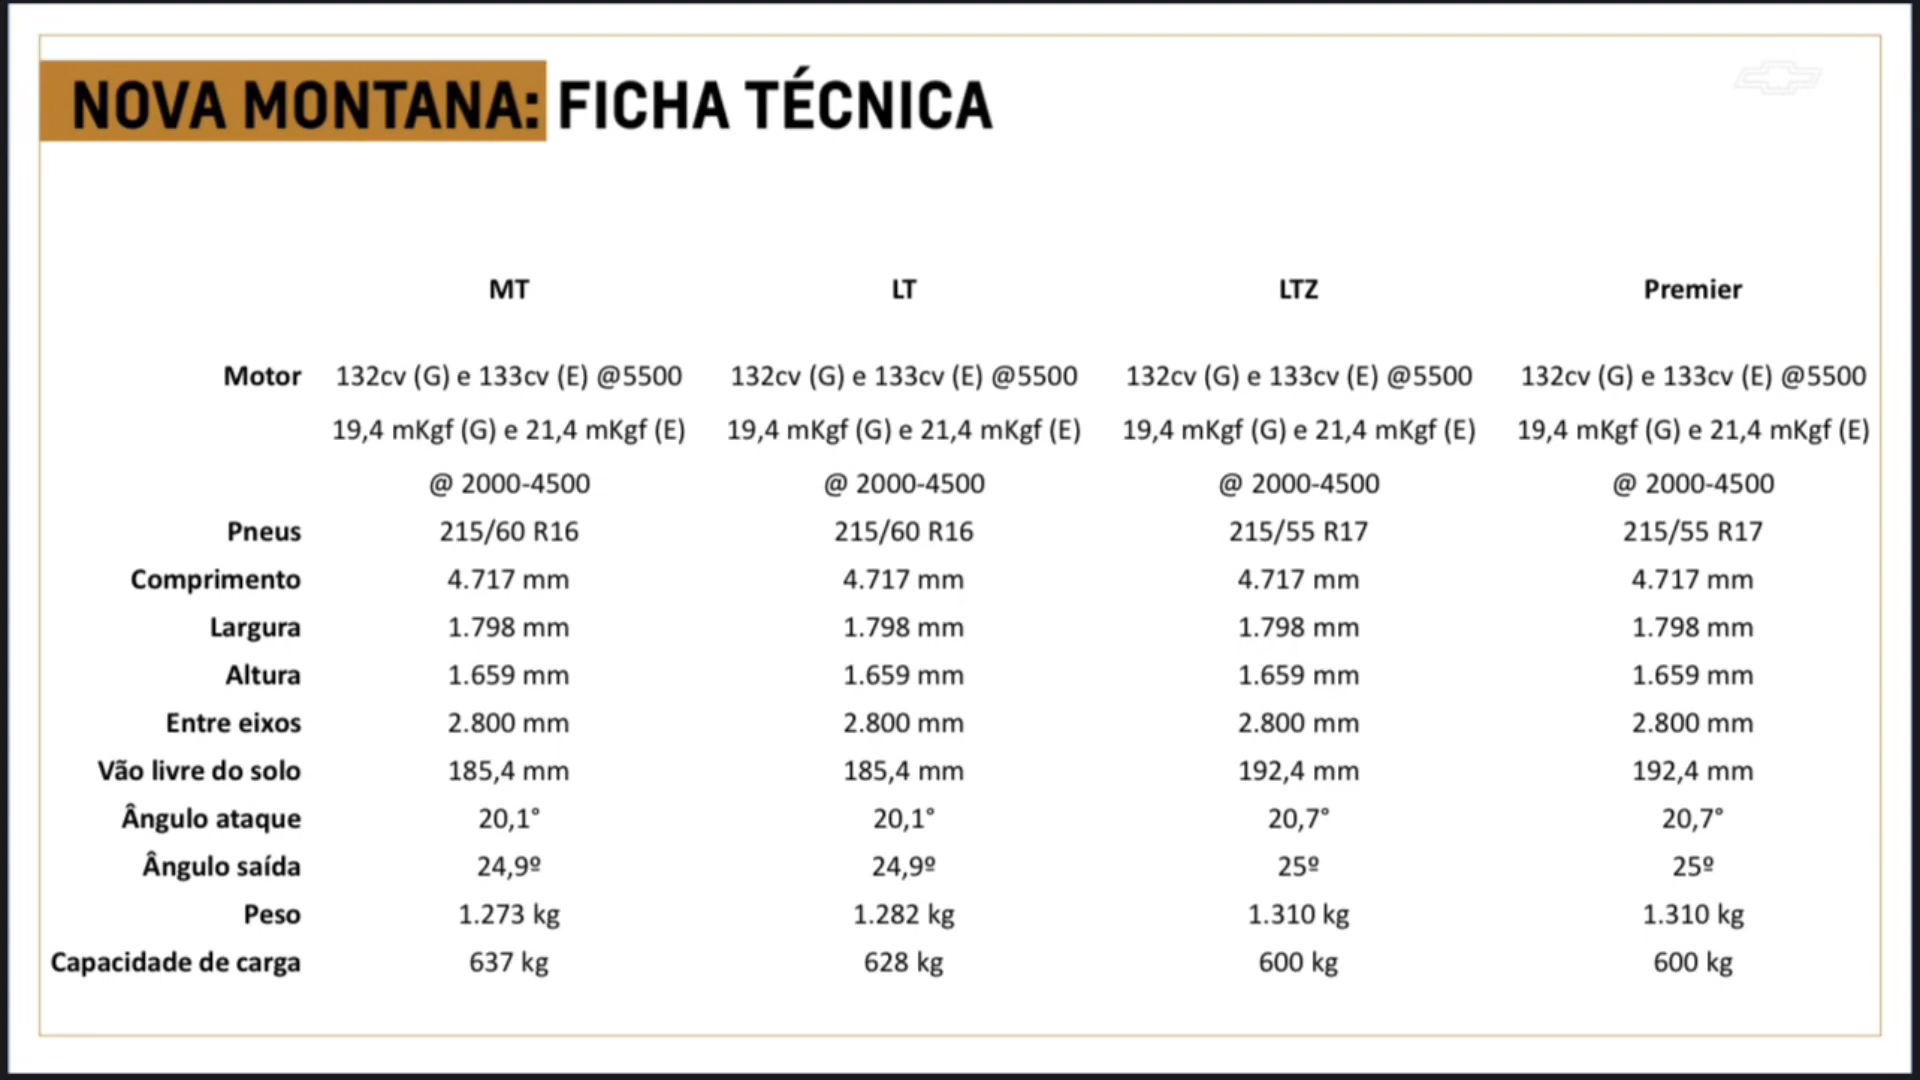 NOVA MONTANA: FICHA TÉCNICA
MT LT LTZ Premier
Motor 132cv (G) e 133cv (E) @5500 132cv (G) e 133cv (E) @5500 132cv (G) e 133cv (E) @5500 132cv (G) e 133cv (E) @5500
19,4 mKgf (G) e 21,4 mKgf (E) 19,4 mKgf (G) e 21,4 mKgf (E) 19,4 mKgf (G) e 21,4 mKgf (E) 19,4 mKgf (G) e 21,4 mKgf (E)
@ 2000-4500 @ 2000-4500 @ 2000-4500 @ 2000-4500
Pneus 215/60 R16 215/60 R16 215/55 R17 215/55 R17
Comprimento 4.717 mm 4.717 mm 4.717 mm 4.717 mm
Largura 1.798 mm 1.798 mm 1.798 mm 1.798 mm
Altura 1.659 mm 1.659 mm 1.659 mm 1.659 mm
Entre eixos 2.800 mm 2.800 mm 2.800 mm 2.800 mm
Vão livre do solo 185,4 mm 185,4 mm 192,4 mm 192,4 mm
Ângulo ataque 20,1° 20,1° 20,7° 20,7°
Ângulo saída 24,9º 24,9º 25º 25º
Peso 1.273 kg 1.282 kg 1.310 kg 1.310 kg
Capacidade de carga 637 kg 628 kg 600 kg 600 kg